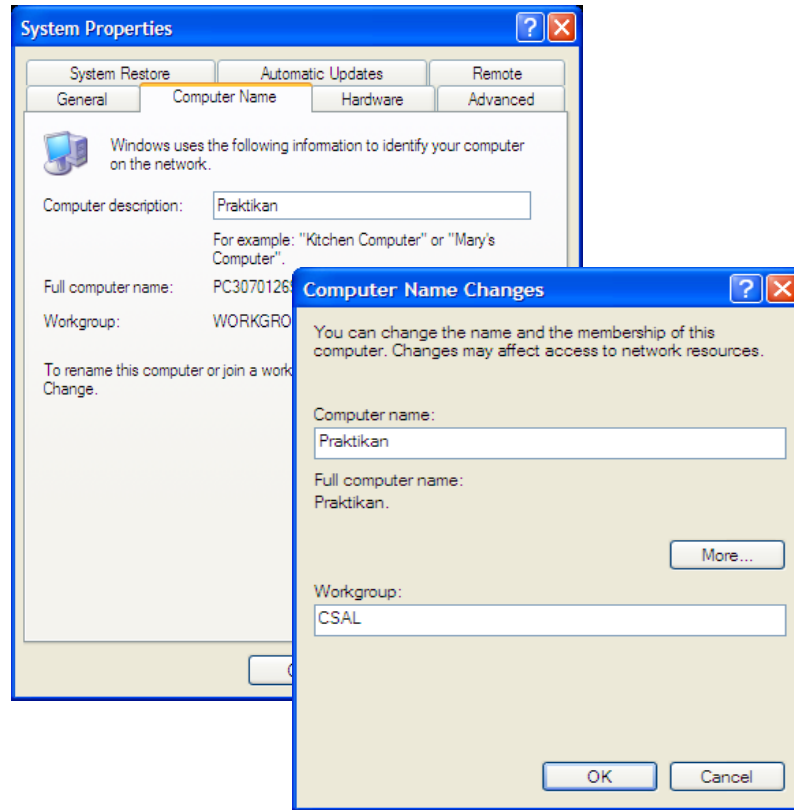 System Properties
System Restore
Automatic Updates
Remote
General
Computer Name
Hardware
Advanced
Windows uses the following information to identify your computer
on the network.
Computer description:
Praktikan
For example: "Kitchen Computer" or "Mary's
Computer".
Full computer name:
Workgroup:
To rename this computer or join a
Change.
Computer Name Changes
You can change the name and the membership of this
computer. Changes may affect access to network resources.
Computer name:
Praktikan
Full computer name:
Praktikan.
More...
Workgroup:
CSAL
OK
Cancel